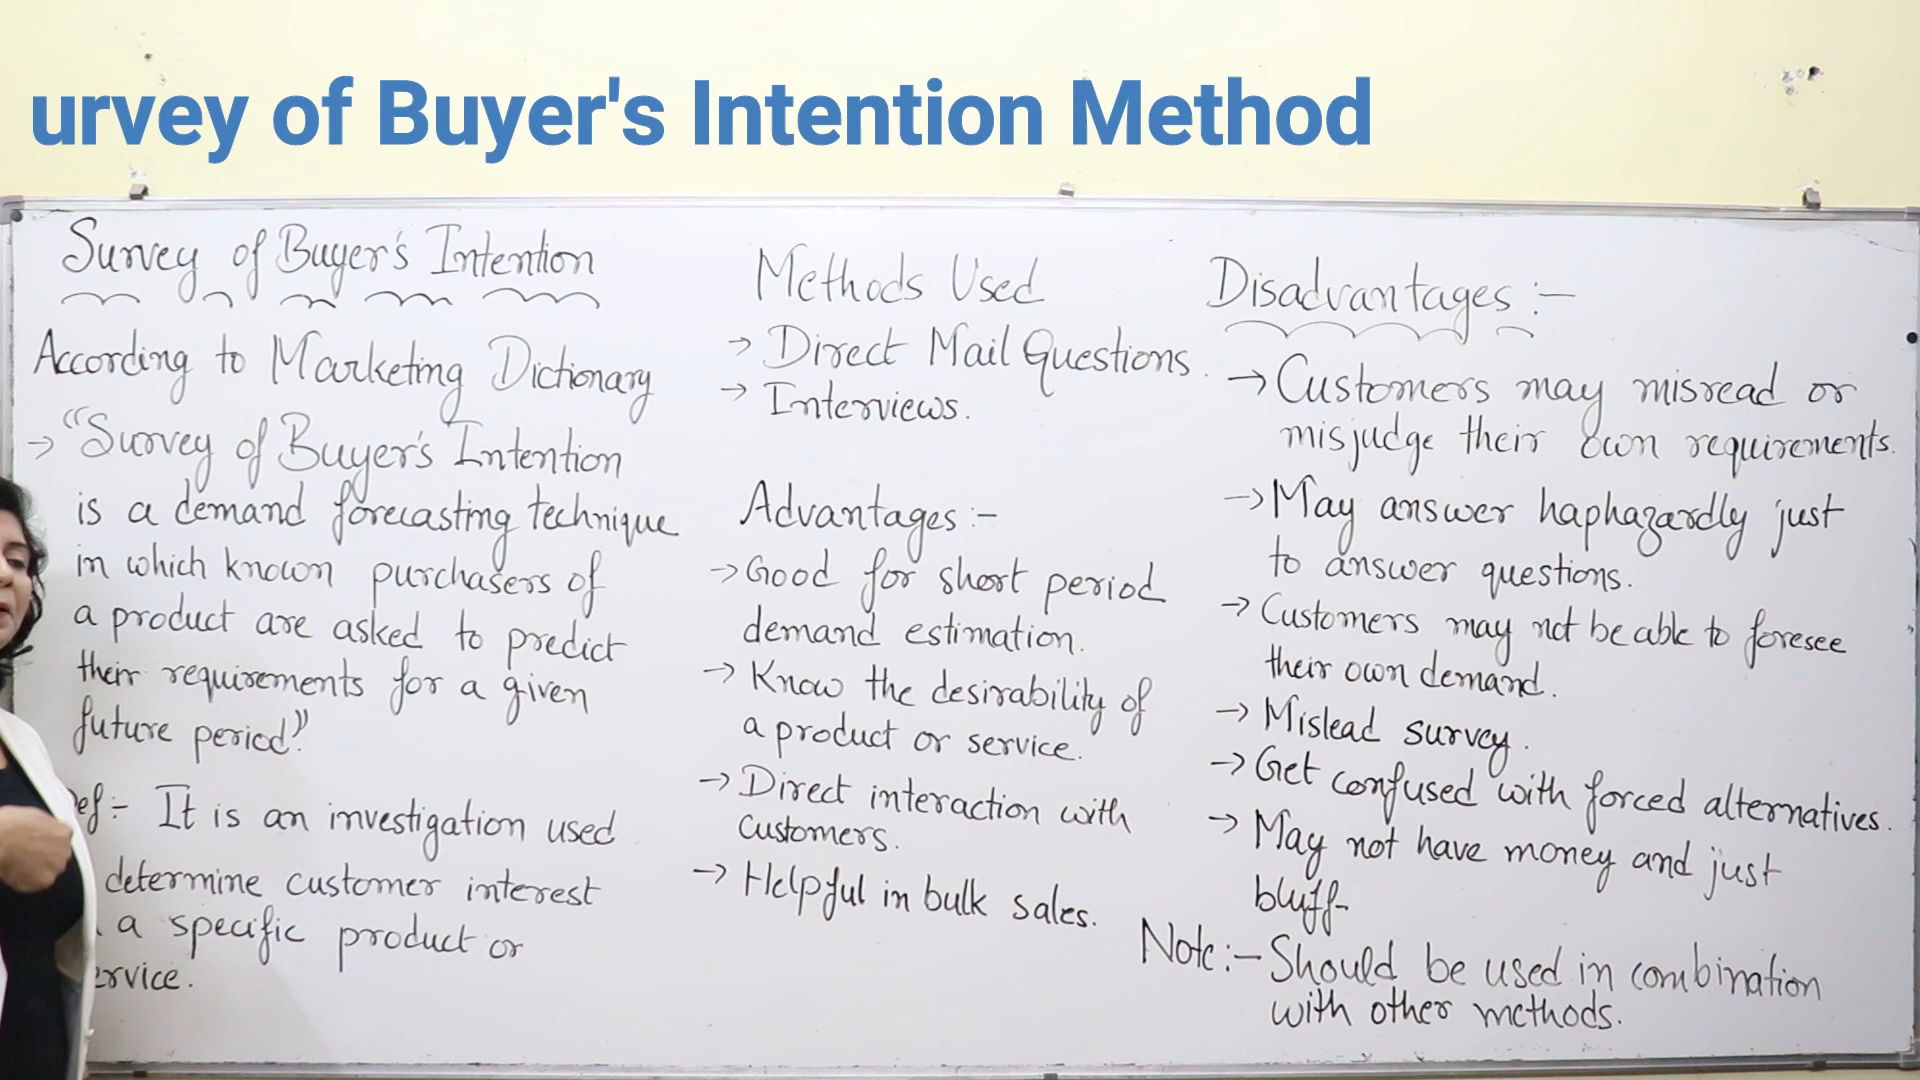 urvey of Buyer's Intention Method
Survey of Buyer's Intention
According to Marketing Dictionary
→ "Survey of Buyer's Intention
is a demand forecasting technique
in which known purchasers of
a product are asked to predict
their requirements for a given
future period".
ef:- It is an investigation used
determine customer interest
a specific product or
ervice.
Methods Used
→ Direct Mail Questions.
→ Interviews.
Advantages:-
→ Good for short period
demand estimation.
→ Know the desirability of
a product or service.
→ Direct interaction with
customers.
→ Helpful in bulk sales.
Disadvantages:-
→ Customers may misread or
misjudge their own requirements.
→ May answer haphazardly just
to answer questions.
→ Customers may not be able to foresee
their own demand.
→ Mislead survey.
→ Get confused with forced alternatives.
→ May not have money and just
bluff-
Note:- Should be used in combination
with other methods.